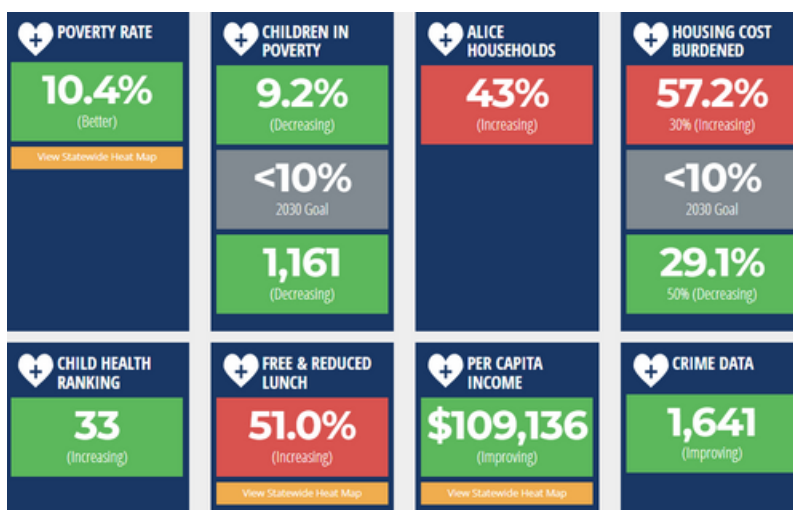 POVERTY RATE
10.4%
(Better)
View Statewide Heat Map
CHILDREN IN
POVERTY
9.2%
(Decreasing)
<10%
2030 Goal
1,161
(Decreasing)
ALICE
HOUSEHOLDS
43%
(Increasing)
HOUSING COST
BURDENED
57.2%
30% (Increasing)
<10%
2030 Goal
29.1%
50% (Decreasing)
CHILD HEALTH
RANKING
33
(Increasing)
FREE & REDUCED
LUNCH
51.0%
(Increasing)
View Statewide Heat Map
PER CAPITA
INCOME
$109,136
(Improving)
View Statewide Heat Map
CRIME DATA
1,641
(Improving)